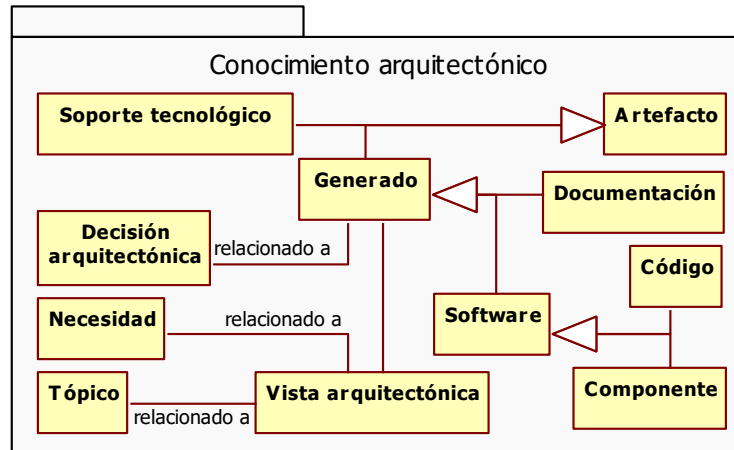 Conocimiento arquitectónico
Soporte tecnológico
Artefacto
Generado
Documentación
Decisión
arquitectónica
relacionado a
Código
Necesidad
relacionado a
Software
Tópico
relacionado a
Vista arquitectónica
Componente